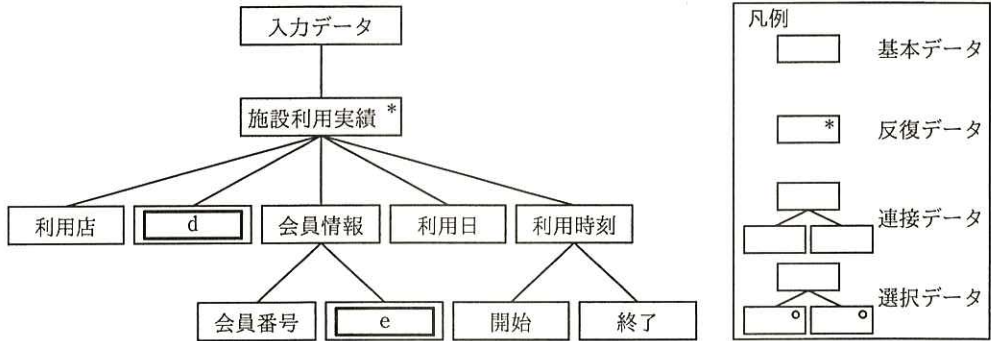 入力データ
施設利用実績 *
利用店
d
会員情報
利用日
利用時刻
会員番号
e
開始
終了
凡例
基本データ
*
反復データ
連接データ
選択データ